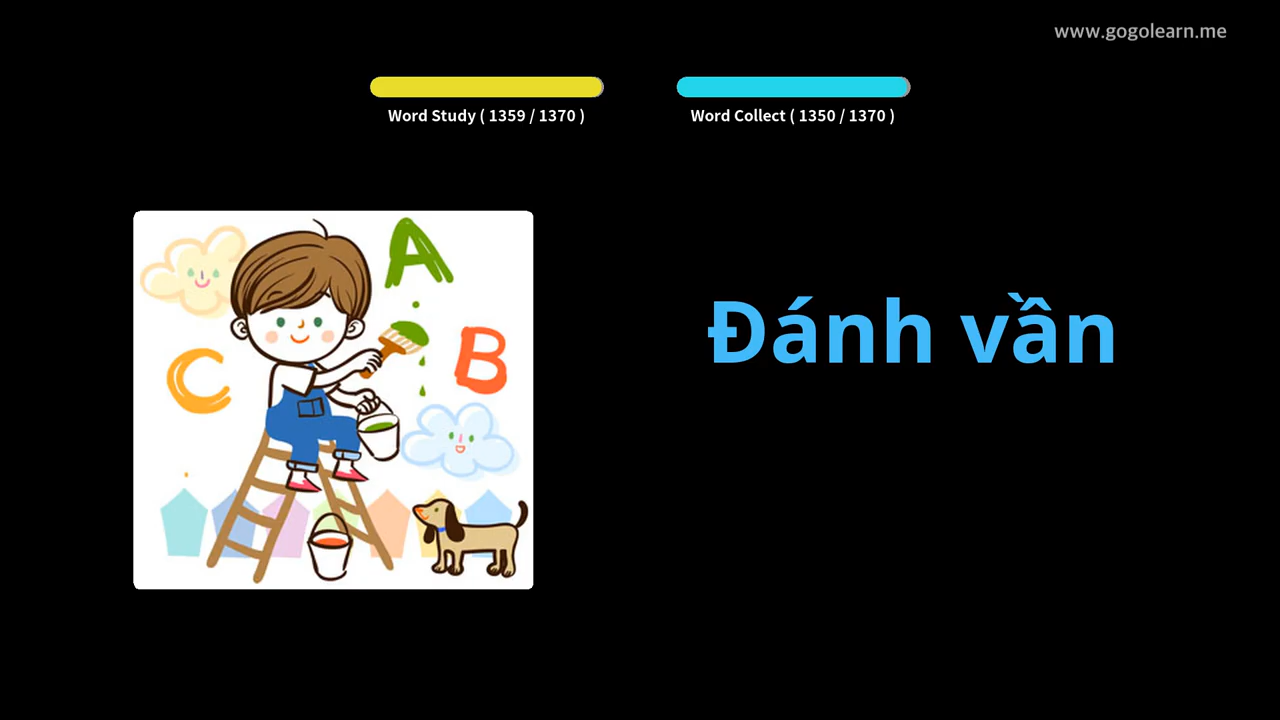 www.gogolearn.me
Word Study ( 1359 / 1370 )
Word Collect ( 1350 / 1370 )
A
B
C
Đánh vần